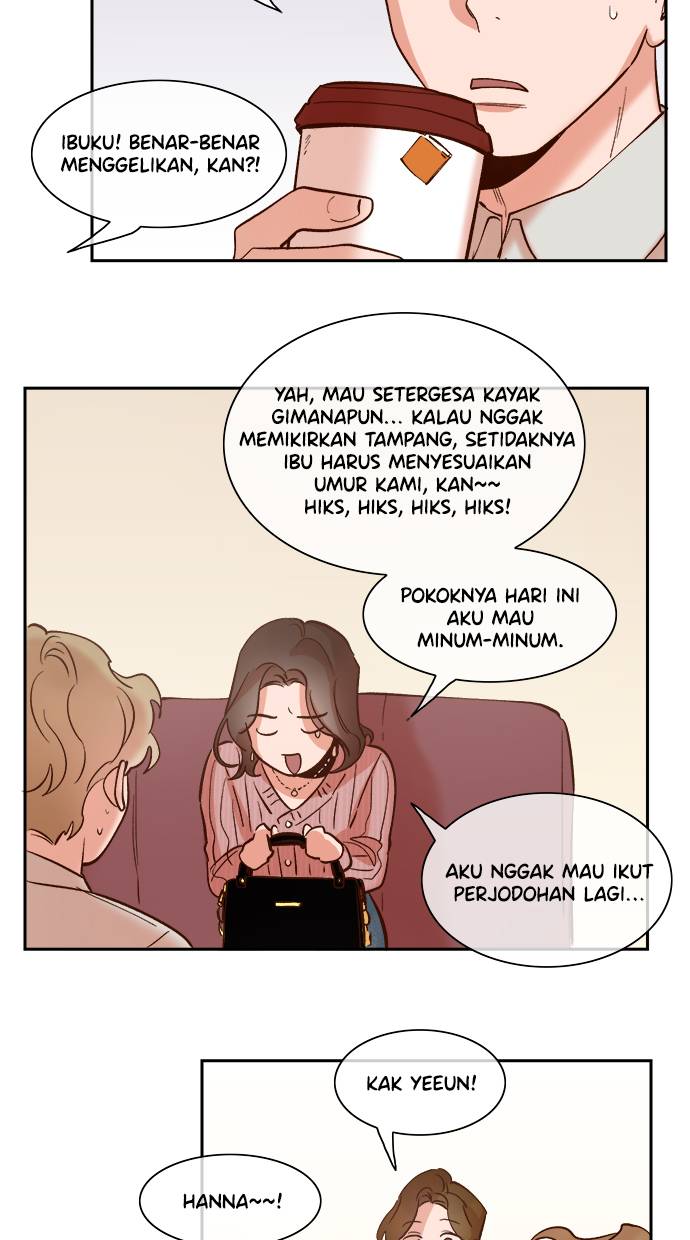 IBUKU! BENAR-BENAR
MENGGELIKAN, KAN?!
YAH, MAU SETERGESA KAYAK
GIMANAPUN... KALAU NGGAK
MEMIKIRKAN TAMPANG, SETIDAKNYA
IBU HARUS MENYESUAIKAN
UMUR KAMI, KAN~~
HIKS, HIKS, HIKS, HIKS!
POKOKNYA HARI INI
AKU MAU
MINUM-MINUM.
AKU NGGAK MAU IKUT
PERJODOHAN LAGI...
KAK YEEUN!
HANNA~~!